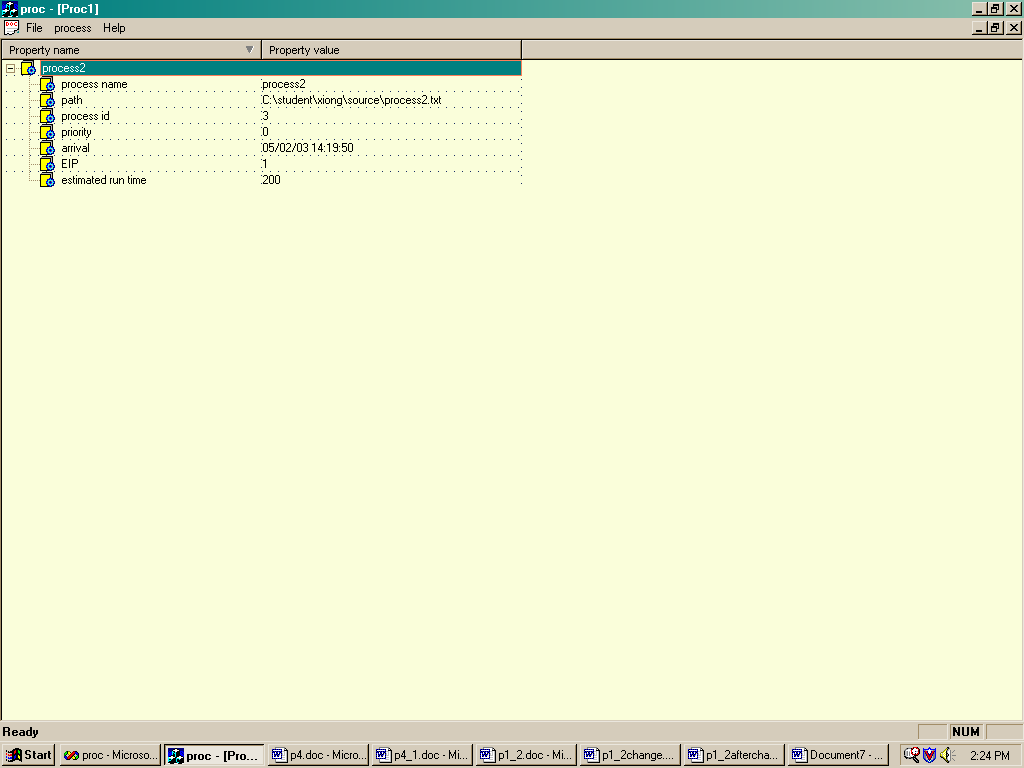 proc - [Proc1]
File process Help
Property name Property value
process2
process name process2
path C:\student\xiong\source\process2.txt
process id 3
priority 0
arrival 05/02/03 14:19:50
EIP 1
estimated run time 200
Ready NUM
Start proc - Microso... proc - [Pro... p4.doc - Micro... p4_1.doc - Mi... p1_2.doc - Mi... p1_2change.... p1_2aftercha... Document7 - ... 2:24 PM